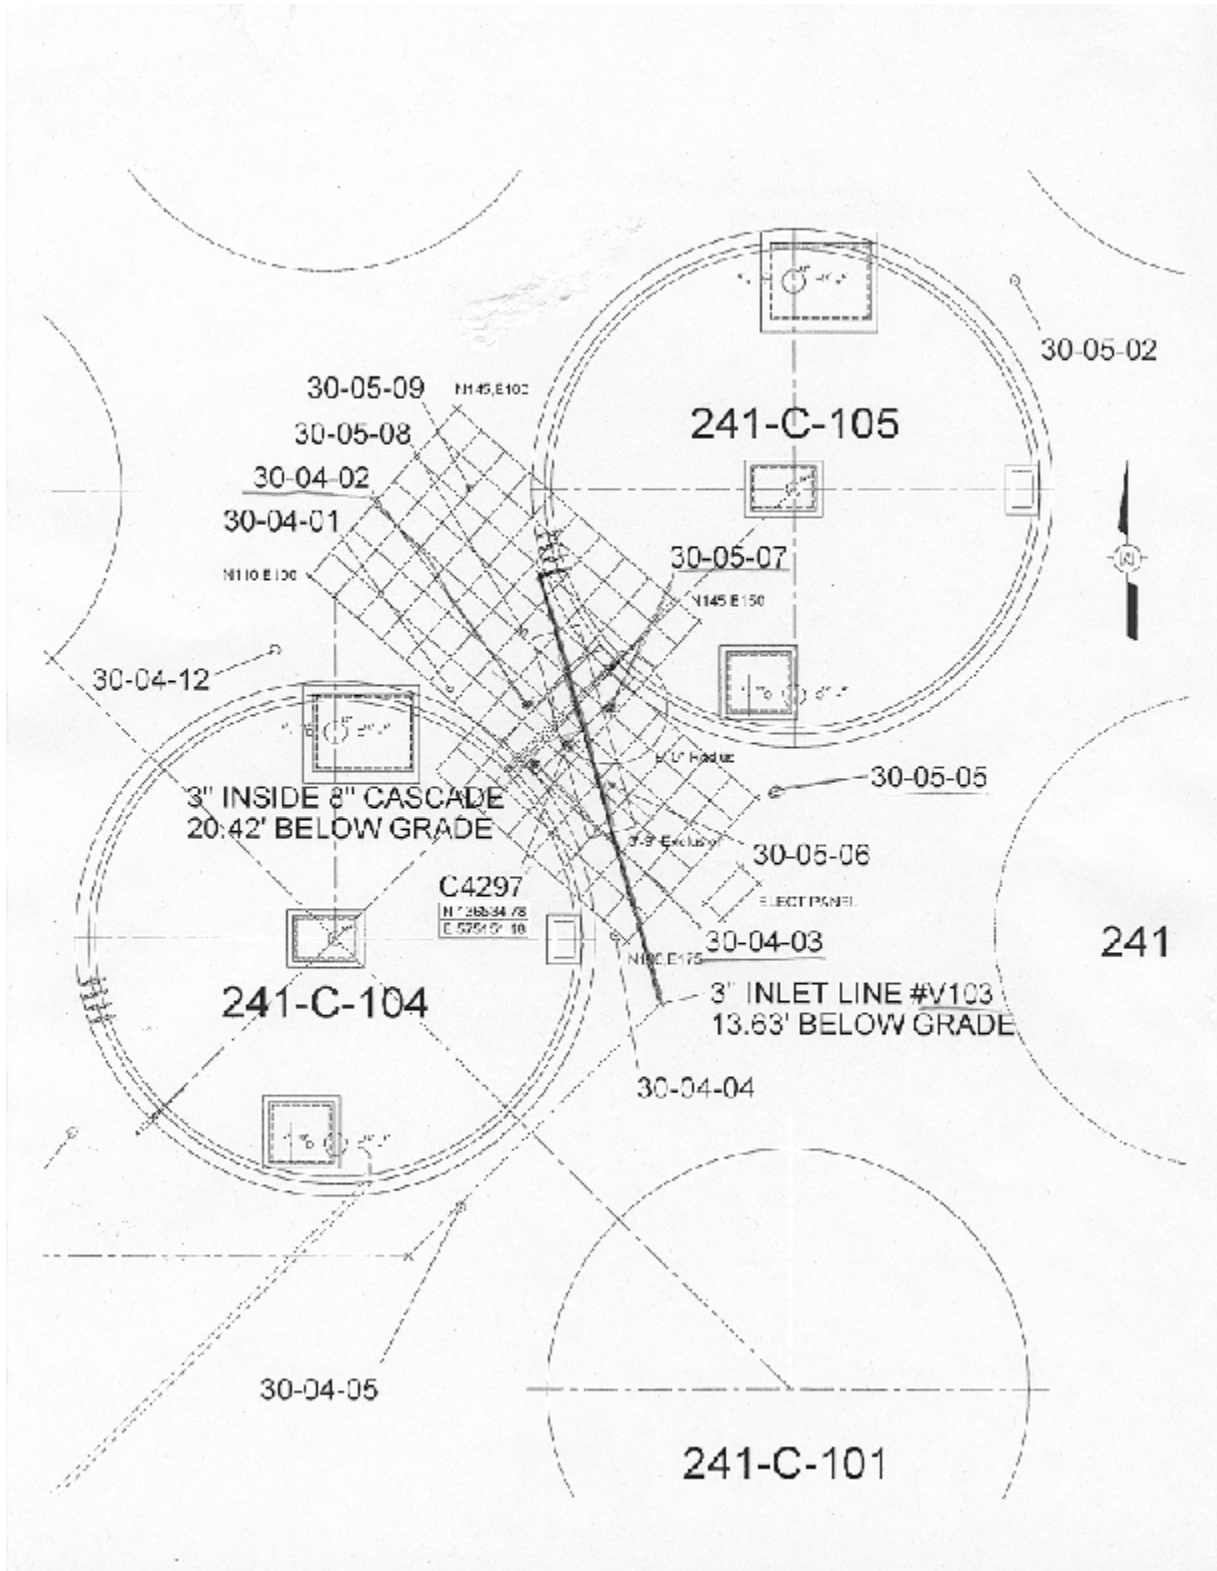 30-05-02
30-05-09
N145,E100
30-05-08
241-C-105
30-04-02
30-04-01
30-05-07
N110,E100
N145,E150
30-04-12
Radius
30-05-05
3" INSIDE 8" CASCADE
20.42' BELOW GRADE
30-05-06
C4297
ELECT PANEL
30-04-03
241
241-C-104
3" INLET LINE #V103
13.63' BELOW GRADE
30-04-04
30-04-05
241-C-101